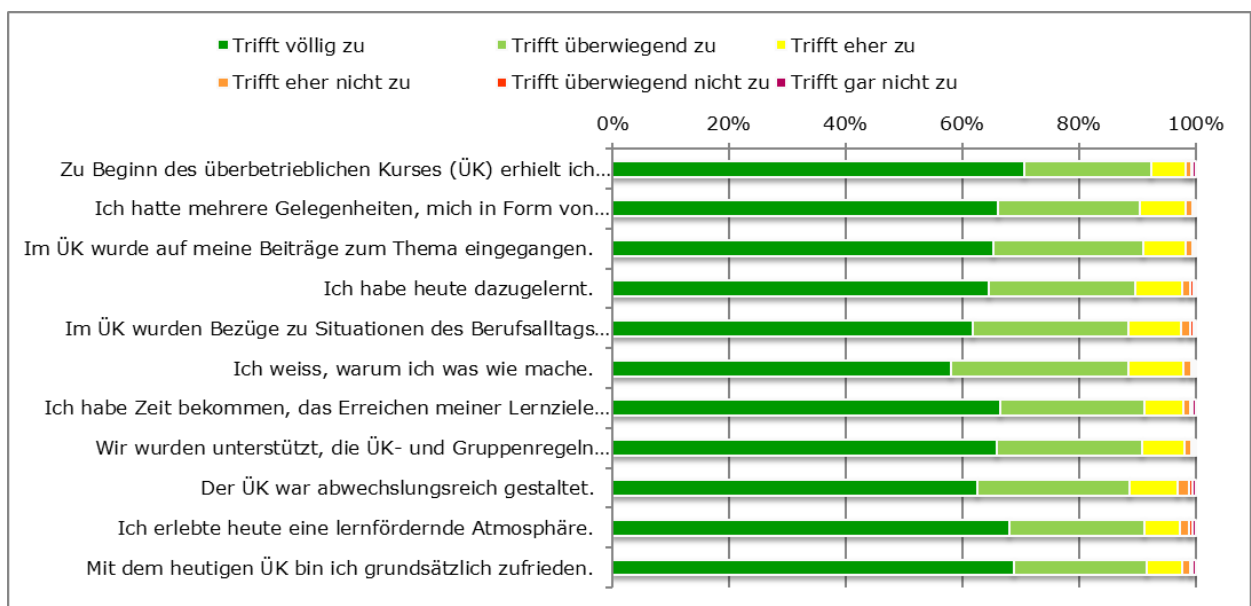 Trifft völlig zu Trifft überwiegend zu Trifft eher zu
Trifft eher nicht zu Trifft überwiegend nicht zu Trifft gar nicht zu
0% 20% 40% 60% 80% 100%
Zu Beginn des überbetrieblichen Kurses (ÜK) erhielt ich...
Ich hatte mehrere Gelegenheiten, mich in Form von...
Im ÜK wurde auf meine Beiträge zum Thema eingegangen.
Ich habe heute dazugelernt.
Im ÜK wurden Bezüge zu Situationen des Berufsalltags...
Ich weiss, warum ich was wie mache.
Ich habe Zeit bekommen, das Erreichen meiner Lernziele...
Wir wurden unterstützt, die ÜK- und Gruppenregeln...
Der ÜK war abwechslungsreich gestaltet.
Ich erlebte heute eine lernfördernde Atmosphäre.
Mit dem heutigen ÜK bin ich grundsätzlich zufrieden.